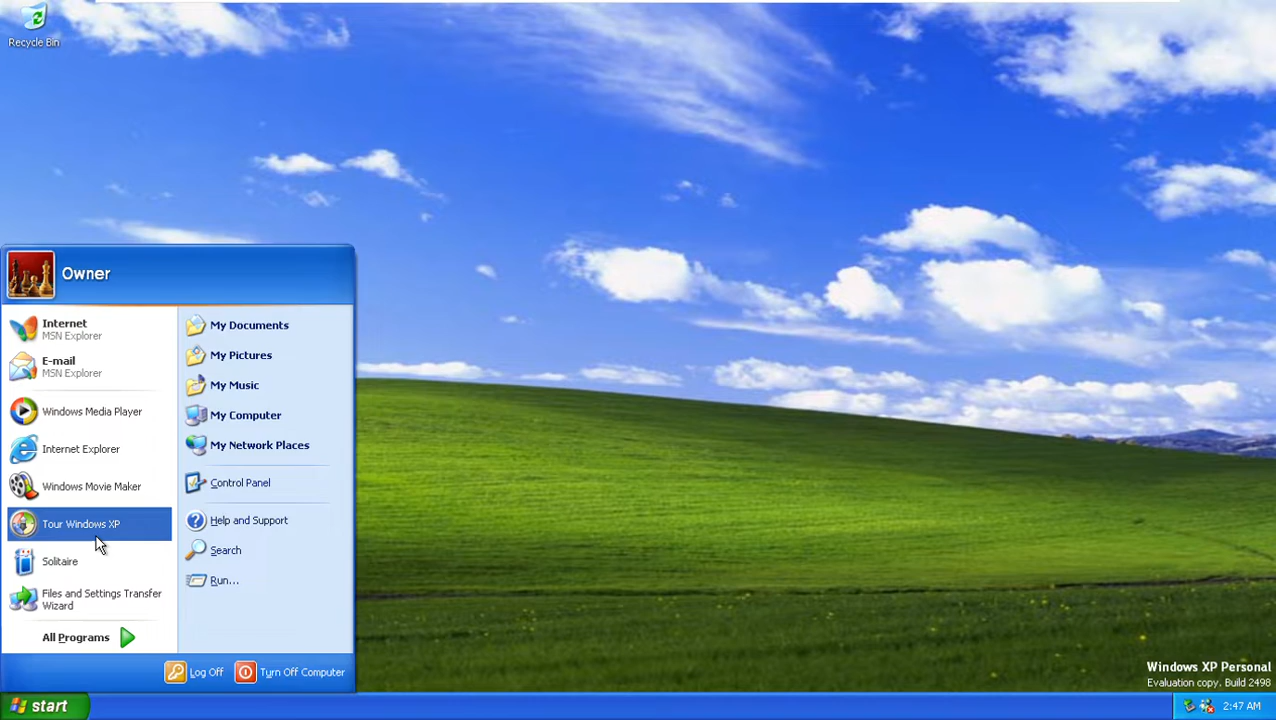 Recycle Bin
Owner
Internet
MSN Explorer
E-mail
MSN Explorer
Windows Media Player
Internet Explorer
Windows Movie Maker
Tour Windows XP
Solitaire
Files and Settings Transfer
Wizard
All Programs
My Documents
My Pictures
My Music
My Computer
My Network Places
Control Panel
Help and Support
Search
Run...
Log Off
Turn Off Computer
Windows XP Personal
Evaluation copy. Build 2498
start
2:47 AM